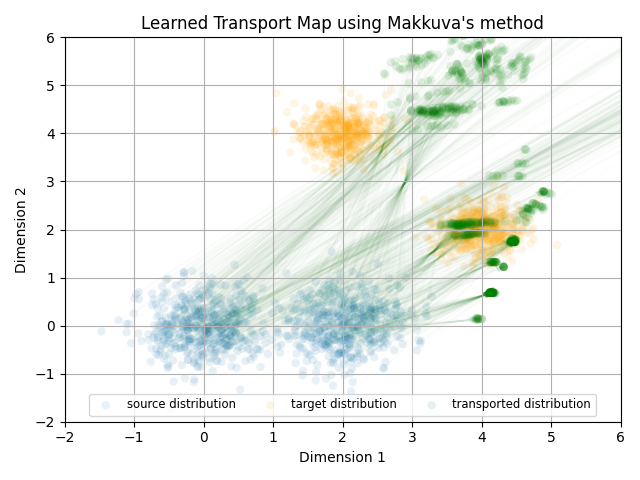 Learned Transport Map using Makkuva's method
6
5
4
3
2
1
0
−1
−2
Dimension 2
source distribution target distribution transported distribution
−2 −1 0 1 2 3 4 5 6
Dimension 1